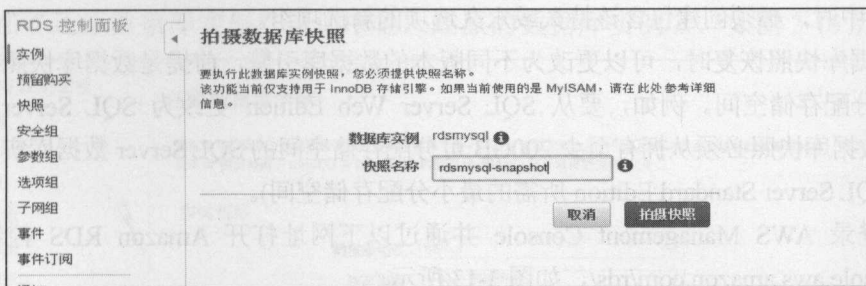 RDS 控制面板
实例
预留购买
快照
安全组
参数组
选项组
子网组
事件
事件订阅
拍摄数据库快照
要执行此数据库实例快照，您必须提供快照名称。
该功能当前仅支持用于 InnoDB 存储引擎。如果当前使用的是 MyISAM，请在 此处 参考详细
信息。
数据库实例 rdsmysql
快照名称 rdsmysql-snapshot
取消 拍摄快照